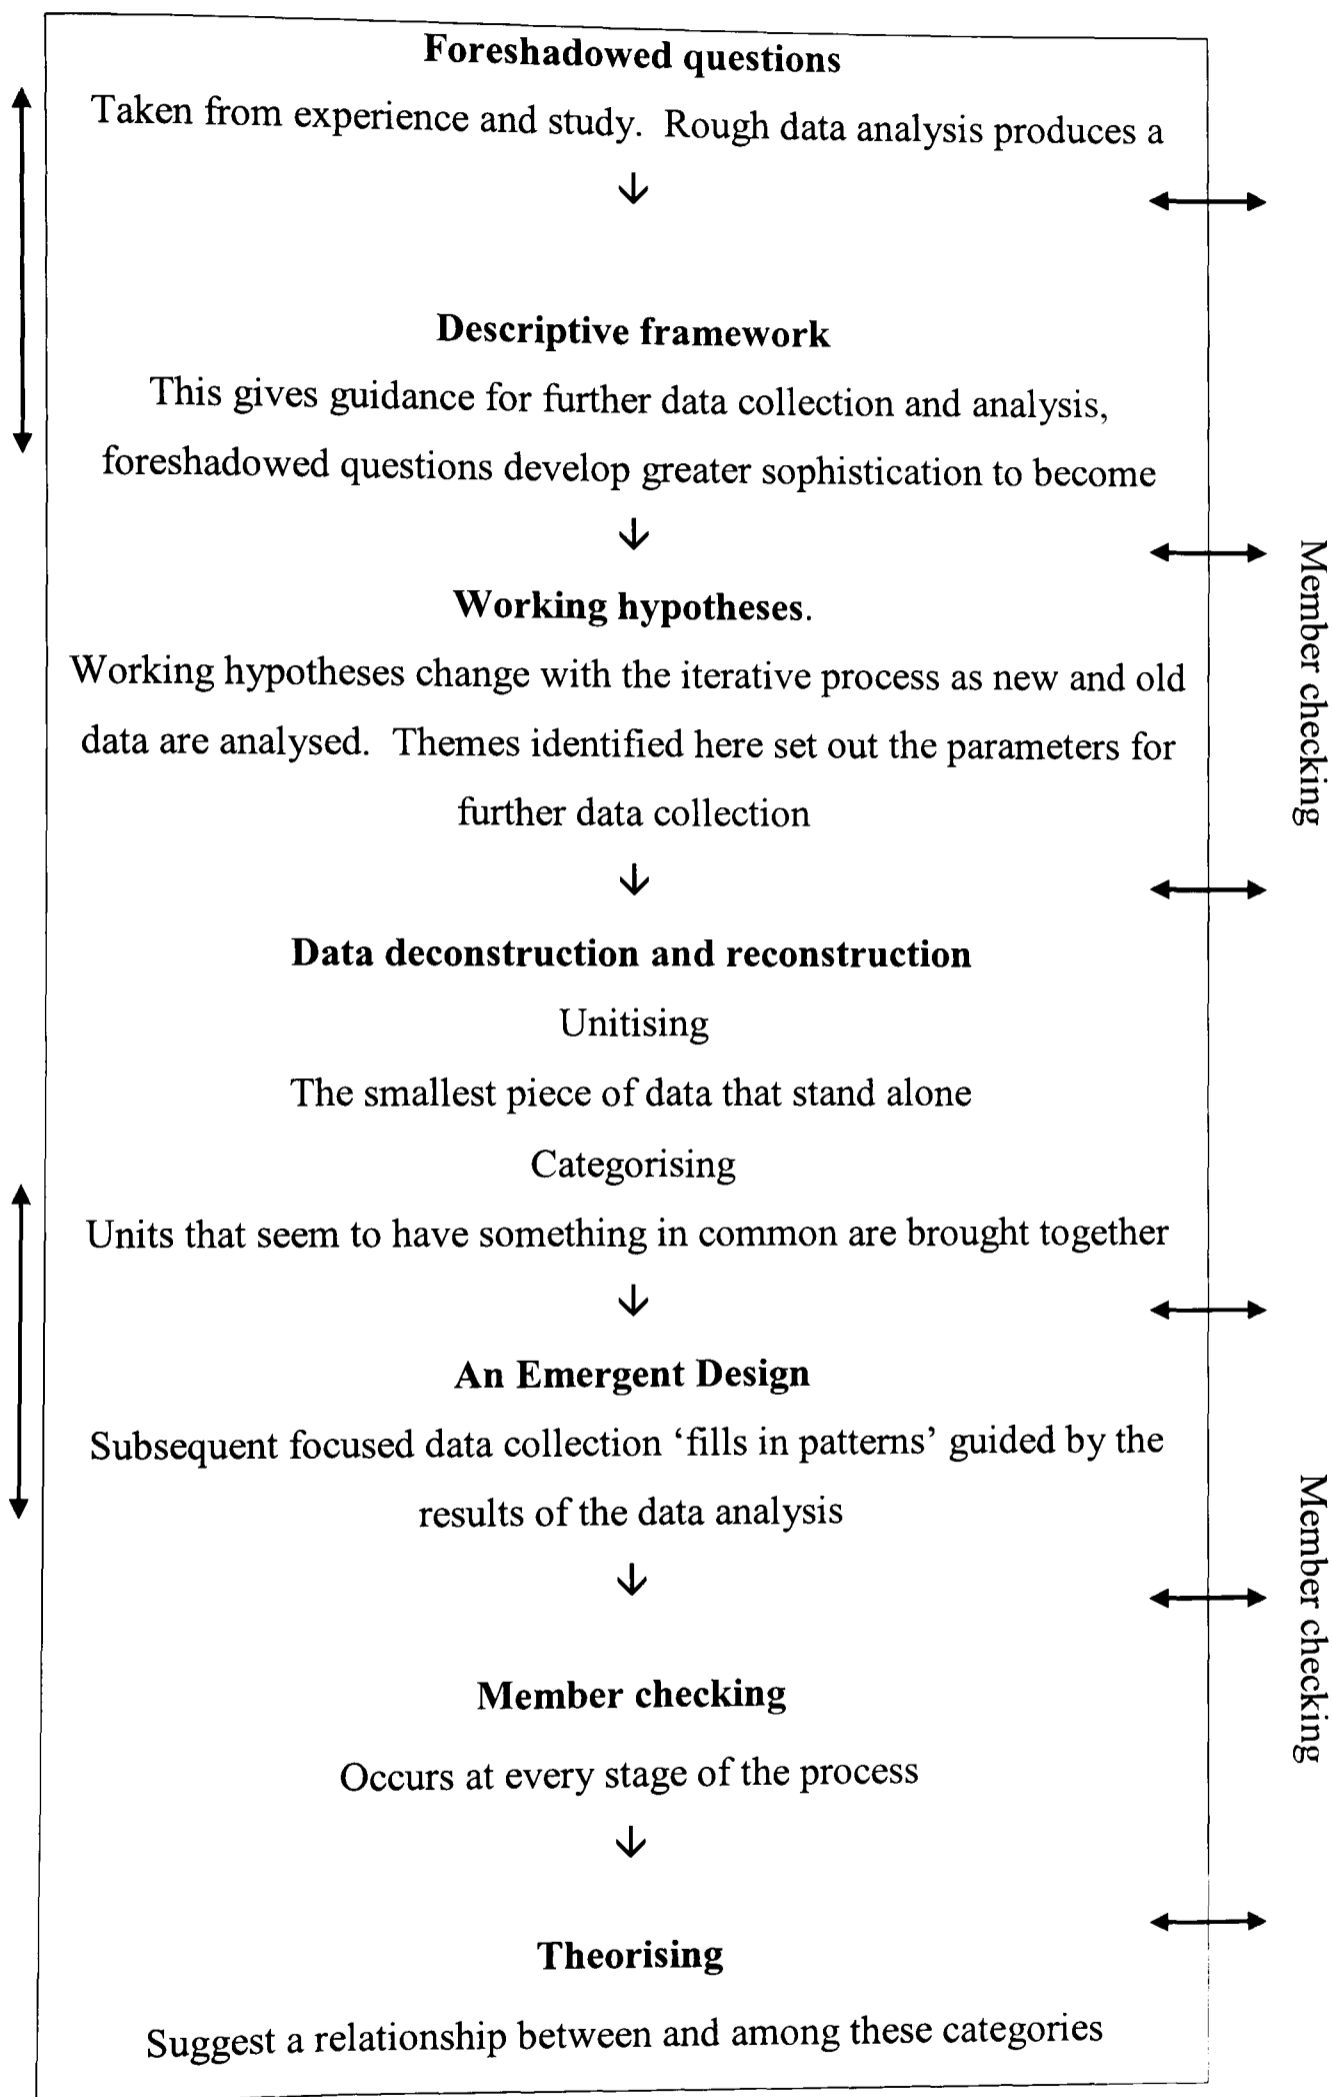 Foreshadowed questions
Taken from experience and study. Rough data analysis produces a
Descriptive framework
This gives guidance for further data collection and analysis,
foreshadowed questions develop greater sophistication to become
Working hypotheses.
Working hypotheses change with the iterative process as new and old
data are analysed. Themes identified here set out the parameters for
further data collection
Data deconstruction and reconstruction
Unitising
The smallest piece of data that stand alone
Categorising
Units that seem to have something in common are brought together
An Emergent Design
Subsequent focused data collection ‘fills in patterns’ guided by the
results of the data analysis
Member checking
Occurs at every stage of the process
Theorising
Suggest a relationship between and among these categories
Member checking
Member checking